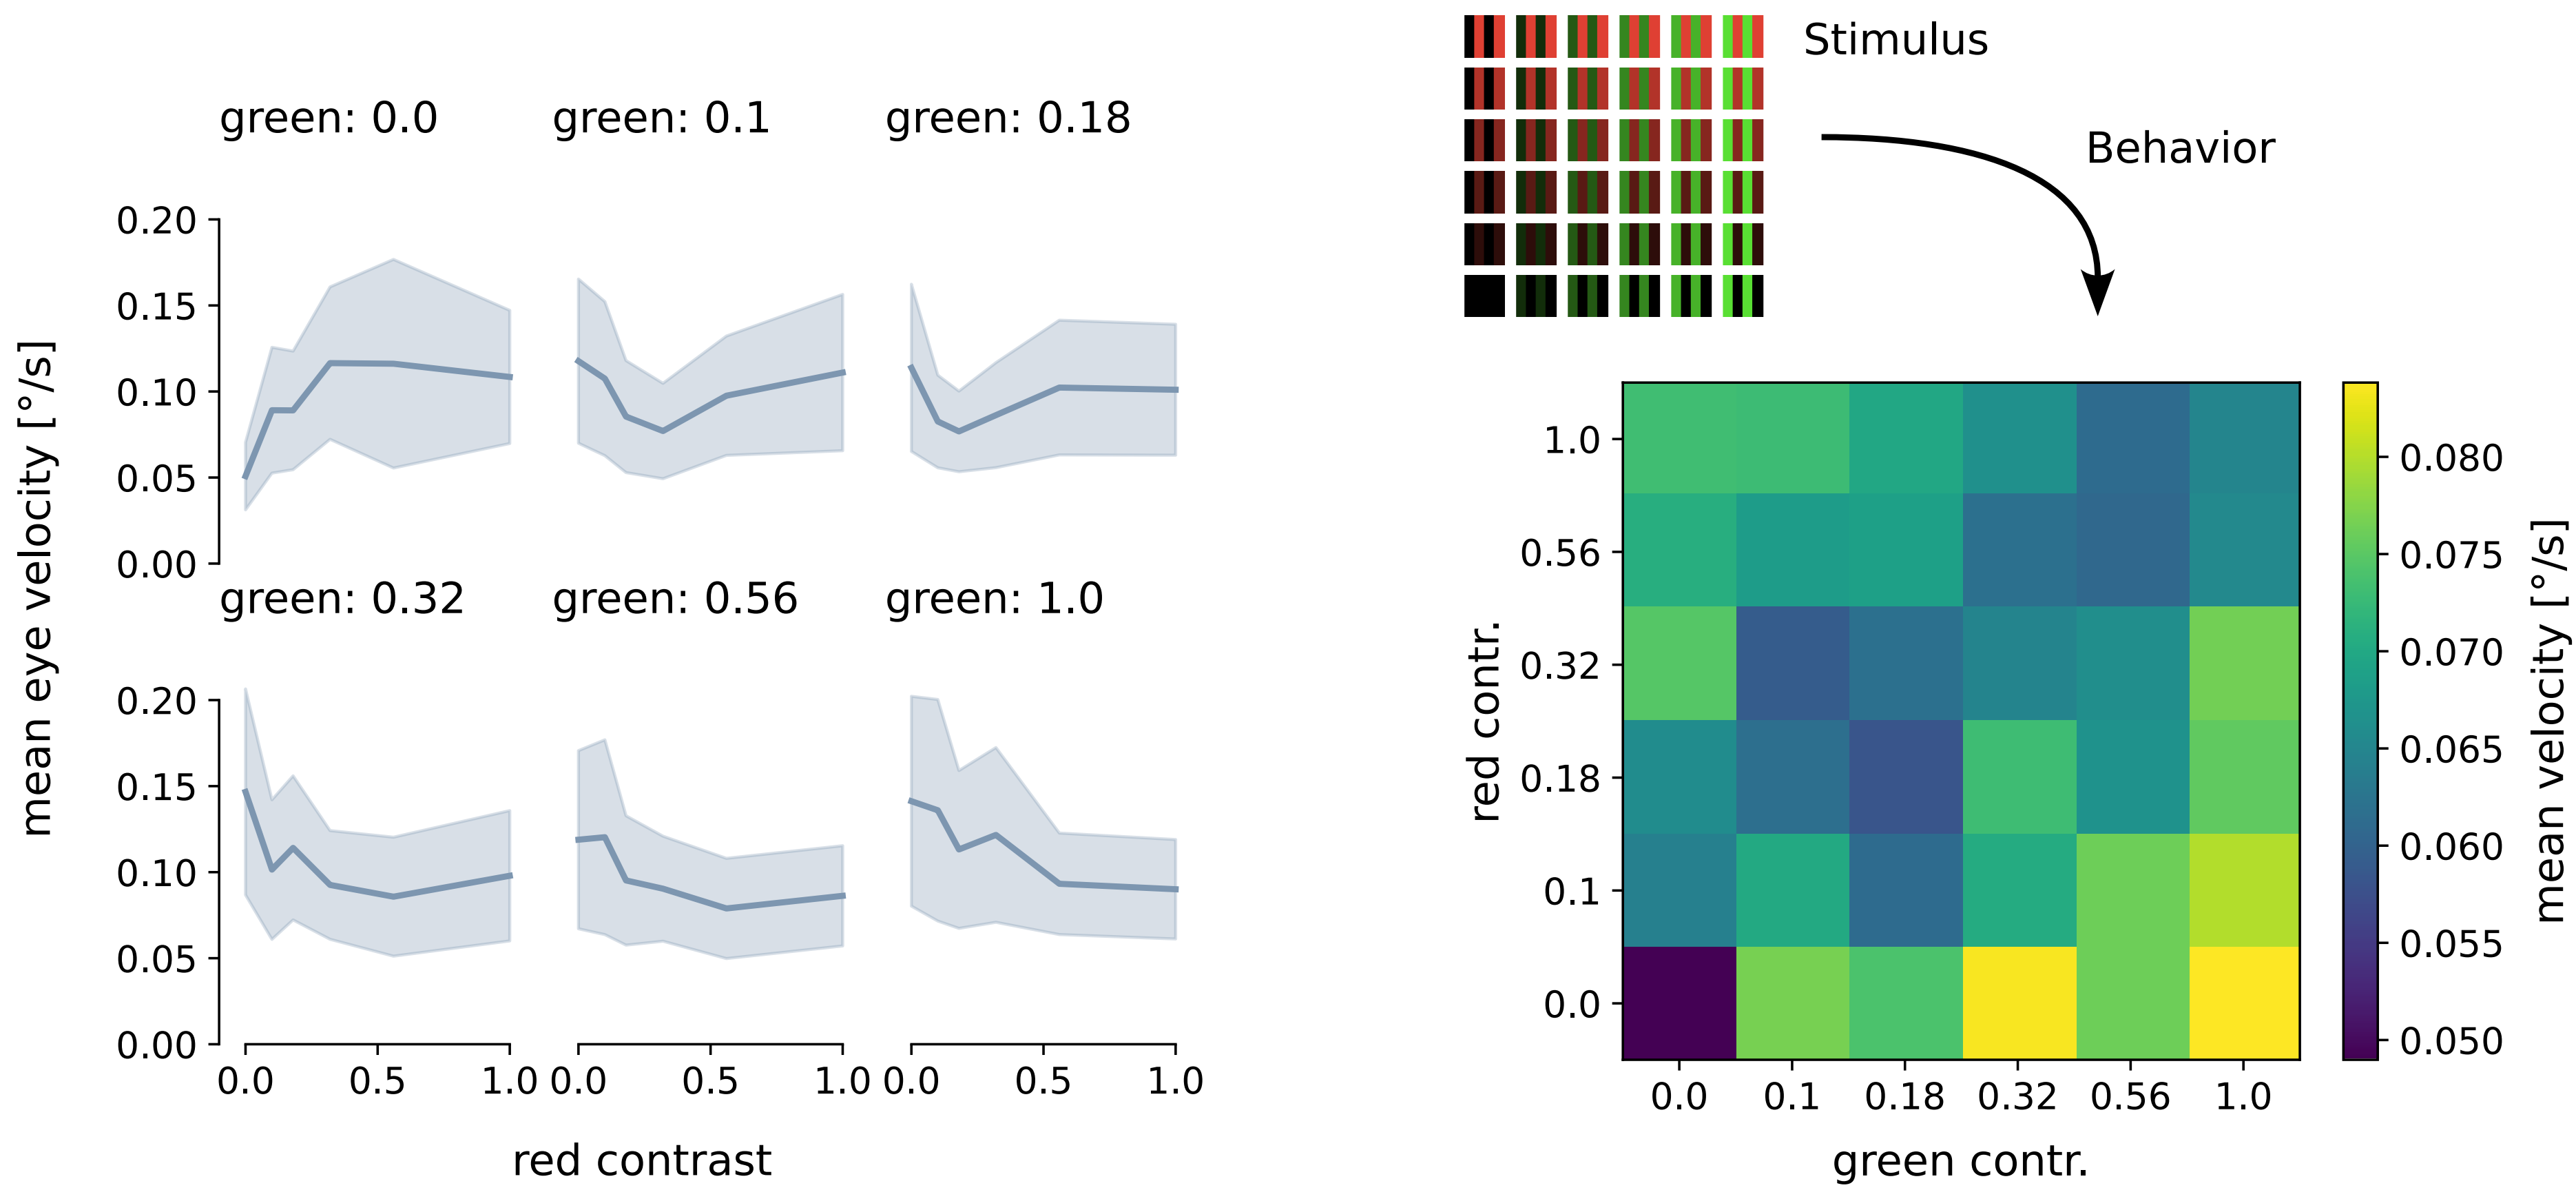 green: 0.0
green: 0.1
green: 0.18
0.20
0.15
0.10
0.05
0.00
green: 0.32
green: 0.56
green: 1.0
0.20
0.15
0.10
0.05
0.00
0.0 0.5 1.0
0.0 0.5 1.0
0.0 0.5 1.0
mean eye velocity [°/s]
red contrast
Stimulus
Behavior
1.0
0.56
0.32
0.18
0.1
0.0
red contr.
0.0 0.1 0.18 0.32 0.56 1.0
green contr.
0.080
0.075
0.070
0.065
0.060
0.055
0.050
mean velocity [°/s]